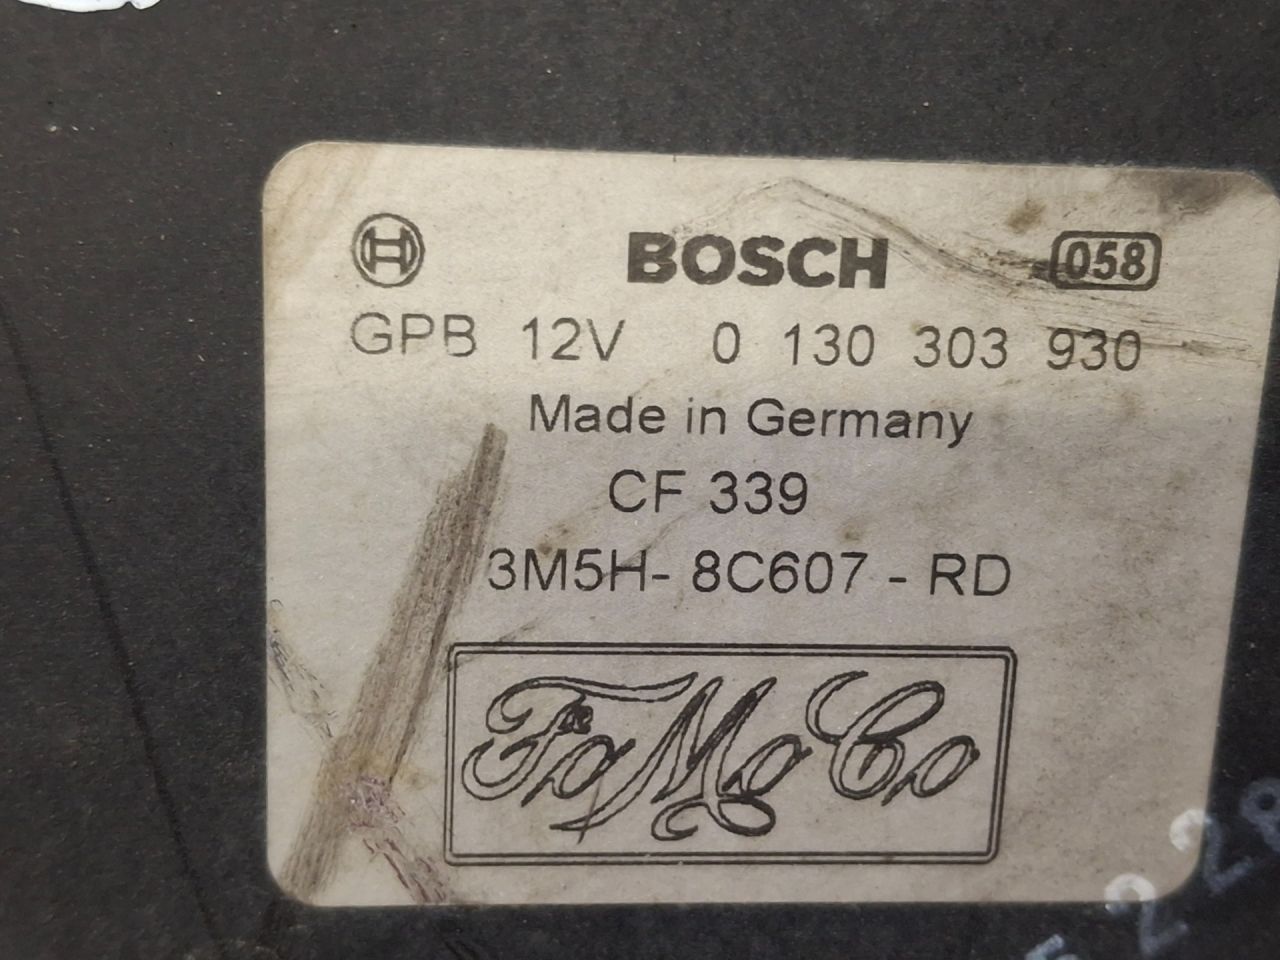 BOSCH 058
GPB 12V 0 130 303 930
Made in Germany
CF 339
3M5H- 8C607 - RD
FoMoCo